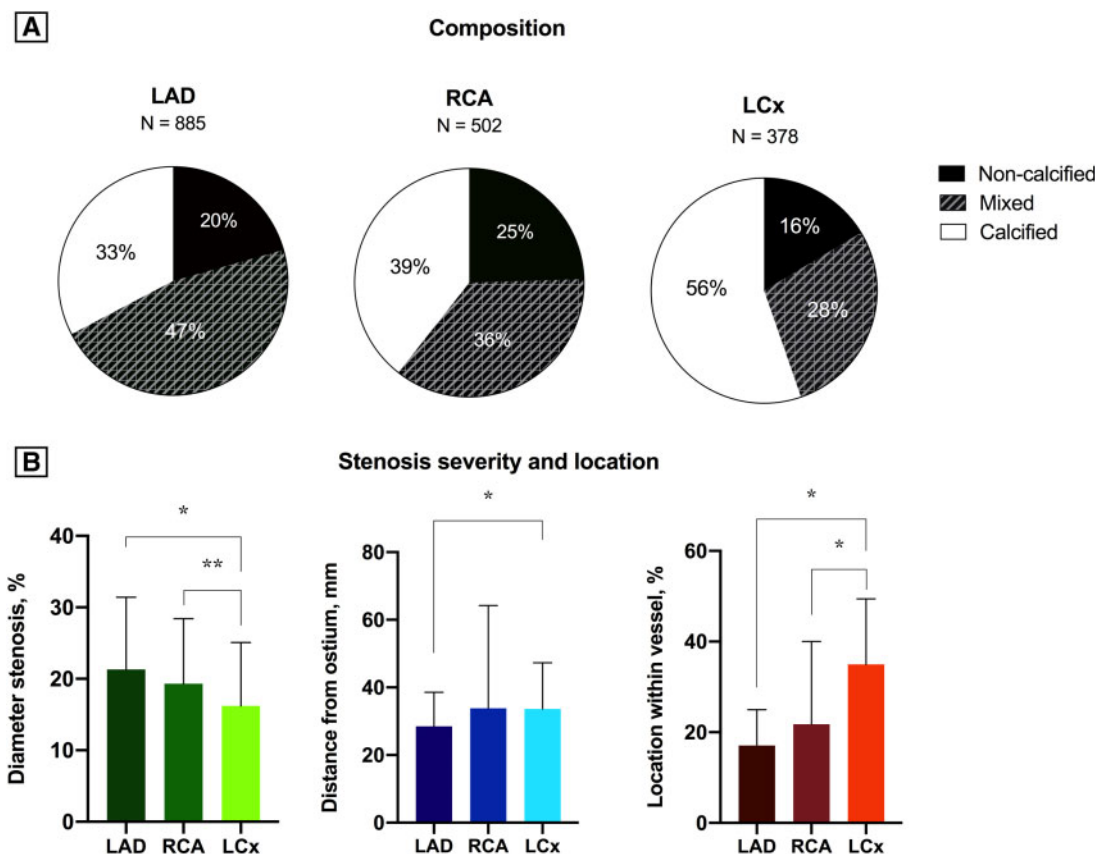 A
Composition
LAD
N = 885
RCA
N = 502
LCx
N = 378
20%
47%
33%
25%
36%
39%
16%
28%
56%
Non-calcified
Mixed
Calcified
B
Stenosis severity and location
Diameter stenosis, %
40
30
20
10
0
*
**
LAD RCA LCx
Distance from ostium, mm
80
60
40
20
0
*
LAD RCA LCx
Location within vessel, %
60
40
20
0
*
*
LAD RCA LCx